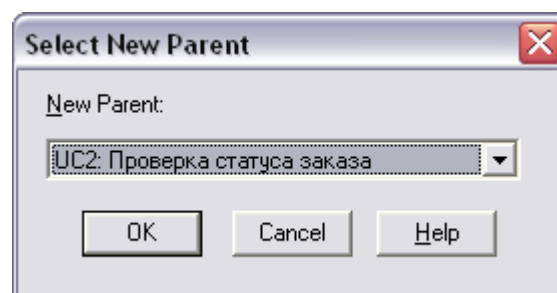 Select New Parent
New Parent:
UC2: Проверка статуса заказа
OK Cancel Help